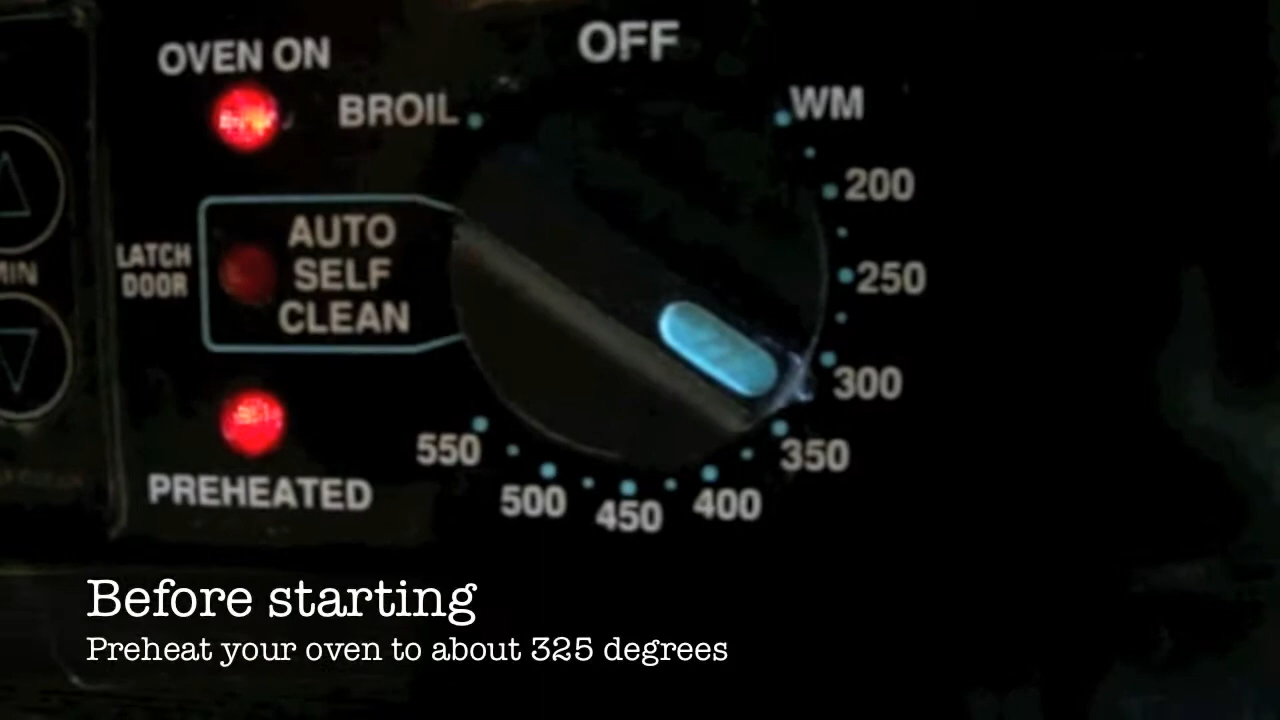 OFF
OVEN ON
BROIL
WM
200
AUTO
SELF
CLEAN
LATCH
DOOR
250
MIN
300
350
550
500
450
400
PREHEATED
Before starting
Preheat your oven to about 325 degrees